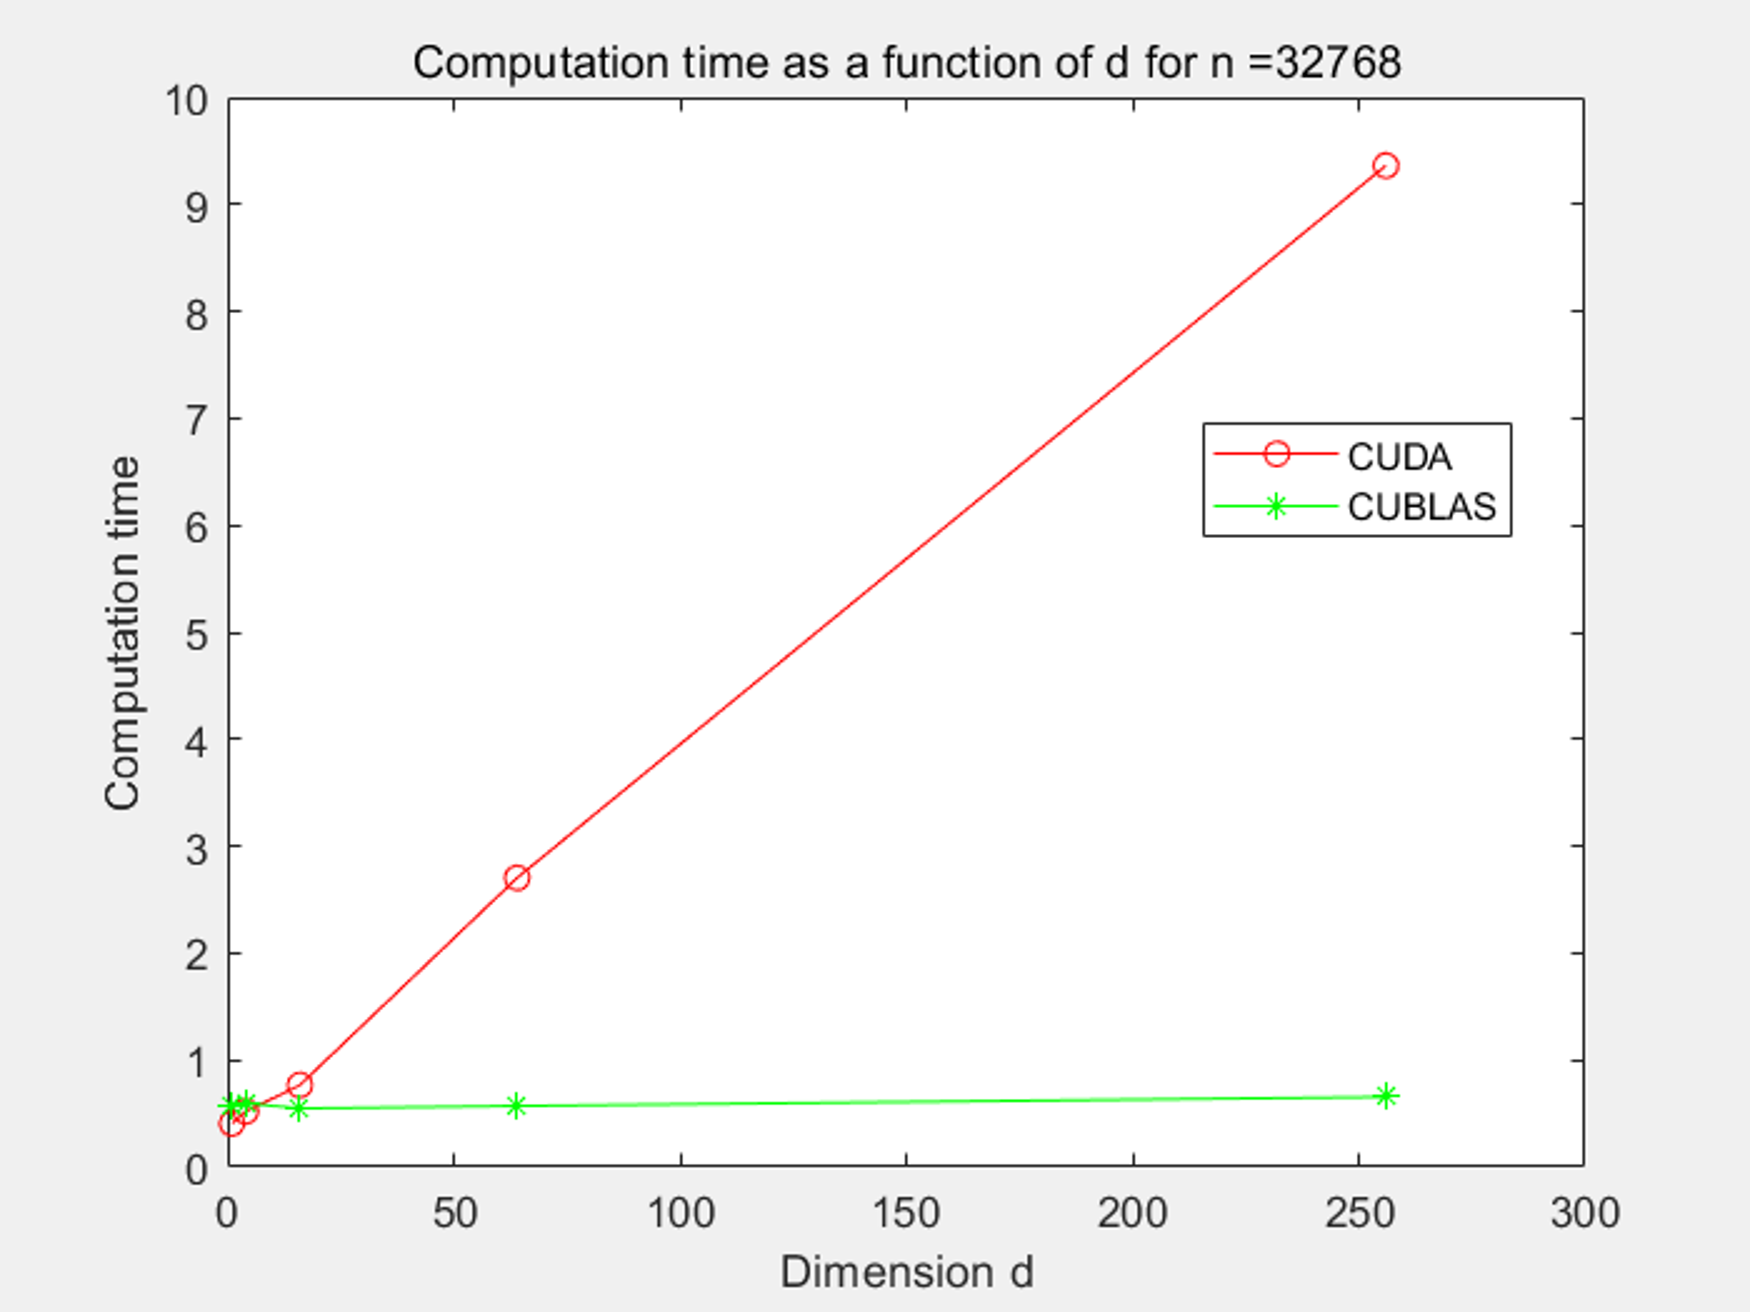 Computation time as a function of d for n =32768
10
9
8
7
6
5
4
3
2
1
0
Computation time
CUDA
CUBLAS
0 50 100 150 200 250 300
Dimension d